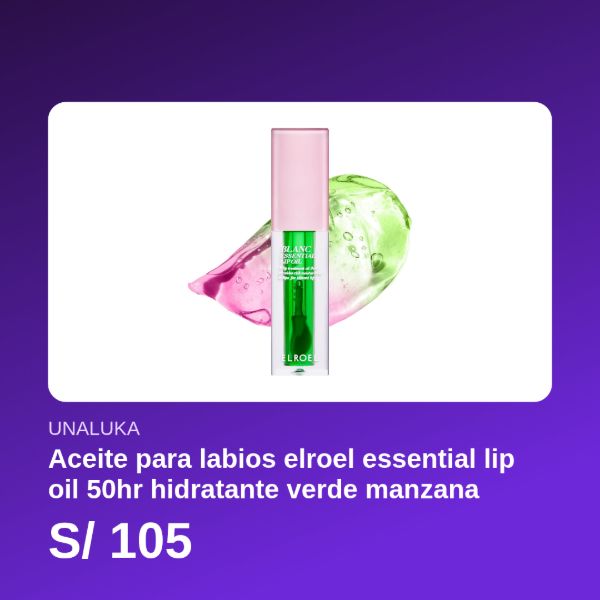 BLANC
ESSENTIAL
LIP OIL
ELROEL
UNALUKA
Aceite para labios elroel essential lip
oil 50hr hidratante verde manzana
S/ 105